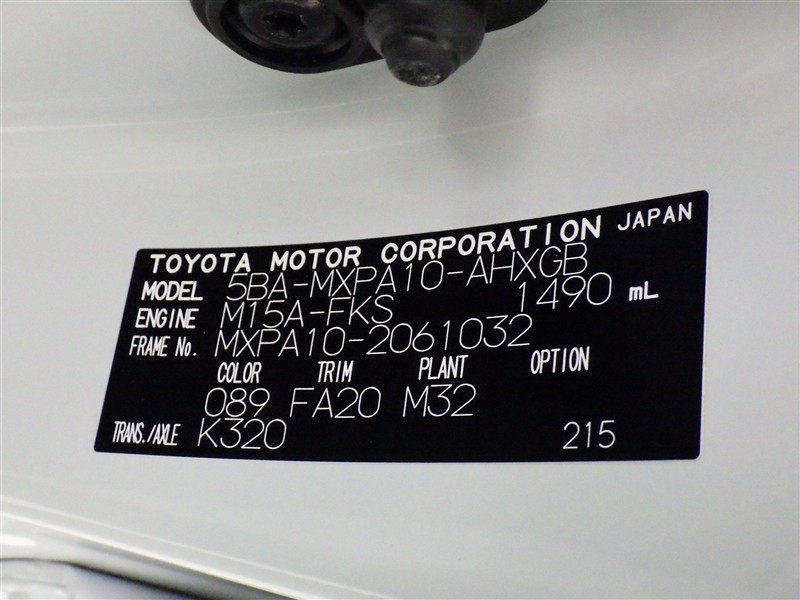 TOYOTA MOTOR CORPORATION JAPAN
MODEL 5BA-MXPA10-AHXGB
ENGINE M15A-FKS 1490 mL
FRAME No. MXPA10-2061032
COLOR TRIM PLANT OPTION
089 FA20 M32
TRANS./AXLE K320 215